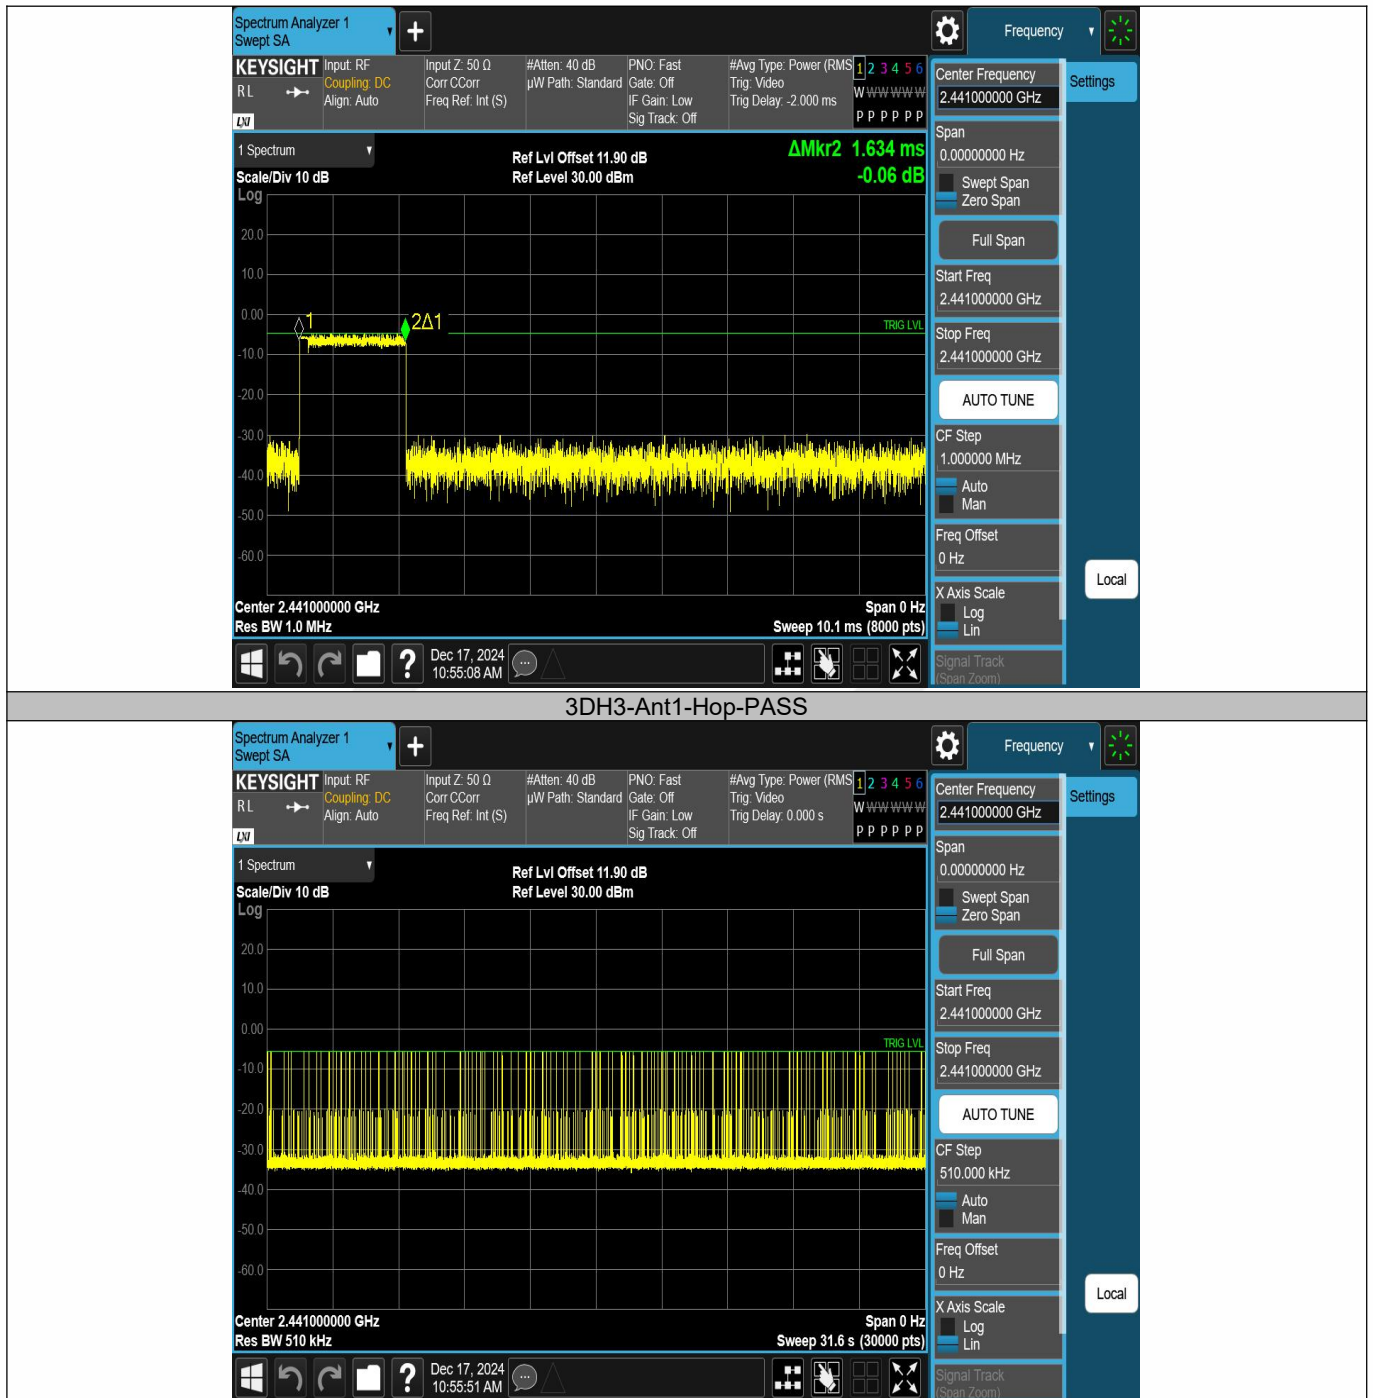 Spectrum Analyzer 1
Swept SA
Frequency
KEYSIGHT
RL
LXI
Input: RF
Coupling: DC
Align: Auto
Input Z: 50 Ω
Corr CCorr
Freq Ref: Int (S)
#Atten: 40 dB
µW Path: Standard
PNO: Fast
Gate: Off
IF Gain: Low
Sig Track: Off
#Avg Type: Power (RMS
Trig: Video
Trig Delay: -2.000 ms
1 2 3 4 5 6
W W W W W W
P P P P P P
Center Frequency
2.441000000 GHz
Settings
1 Spectrum
Scale/Div 10 dB
Log
Ref Lvl Offset 11.90 dB
Ref Level 30.00 dBm
ΔMkr2 1.634 ms
-0.06 dB
Span
0.00000000 Hz
Swept Span
Zero Span
Full Span
Start Freq
2.441000000 GHz
Stop Freq
2.441000000 GHz
AUTO TUNE
CF Step
1.000000 MHz
Auto
Man
Freq Offset
0 Hz
X Axis Scale
Log
Lin
Signal Track
(Span Zoom)
Local
20.0
10.0
0.00
-10.0
-20.0
-30.0
-40.0
-50.0
-60.0
1
2Δ1
TRIG LVL
Center 2.441000000 GHz
Res BW 1.0 MHz
Span 0 Hz
Sweep 10.1 ms (8000 pts)
?
Dec 17, 2024
10:55:08 AM
3DH3-Ant1-Hop-PASS
Spectrum Analyzer 1
Swept SA
Frequency
KEYSIGHT
RL
LXI
Input: RF
Coupling: DC
Align: Auto
Input Z: 50 Ω
Corr CCorr
Freq Ref: Int (S)
#Atten: 40 dB
µW Path: Standard
PNO: Fast
Gate: Off
IF Gain: Low
Sig Track: Off
#Avg Type: Power (RMS
Trig: Video
Trig Delay: 0.000 s
1 2 3 4 5 6
W W W W W W
P P P P P P
Center Frequency
2.441000000 GHz
Settings
1 Spectrum
Scale/Div 10 dB
Log
Ref Lvl Offset 11.90 dB
Ref Level 30.00 dBm
Span
0.00000000 Hz
Swept Span
Zero Span
Full Span
Start Freq
2.441000000 GHz
Stop Freq
2.441000000 GHz
AUTO TUNE
CF Step
510.000 kHz
Auto
Man
Freq Offset
0 Hz
X Axis Scale
Log
Lin
Signal Track
(Span Zoom)
Local
20.0
10.0
0.00
-10.0
-20.0
-30.0
-40.0
-50.0
-60.0
TRIG LVL
Center 2.441000000 GHz
Res BW 510 kHz
Span 0 Hz
Sweep 31.6 s (30000 pts)
?
Dec 17, 2024
10:55:51 AM